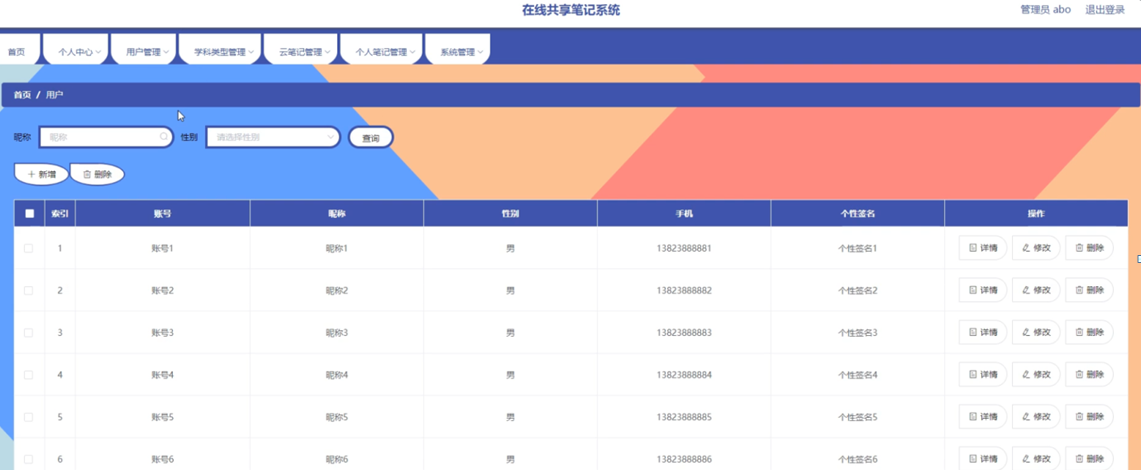 在线共享笔记系统
管理员 abo 退出登录
首页 个人中心 用户管理 学科类型管理 云笔记管理 个人笔记管理 系统管理
首页 / 用户
昵称 昵称 性别 请选择性别 查询
新增 删除
索引 账号 昵称 性别 手机 个性签名 操作
1 账号1 昵称1 男 13823888881 个性签名1 详情 修改 删除
2 账号2 昵称2 男 13823888882 个性签名2 详情 修改 删除
3 账号3 昵称3 男 13823888883 个性签名3 详情 修改 删除
4 账号4 昵称4 男 13823888884 个性签名4 详情 修改 删除
5 账号5 昵称5 男 13823888885 个性签名5 详情 修改 删除
6 账号6 昵称6 男 13823888886 个性签名6 详情 修改 删除